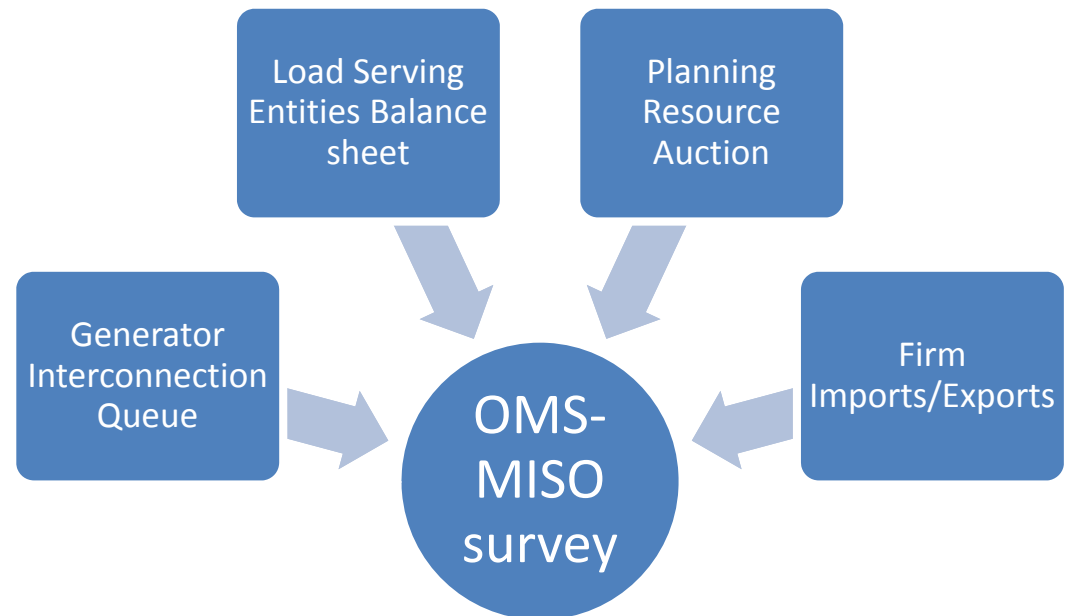 Load Serving
Entities Balance
sheet
Planning
Resource
Auction
Generator
Interconnection
Queue
Firm
Imports/Exports
OMS-
MISO
survey